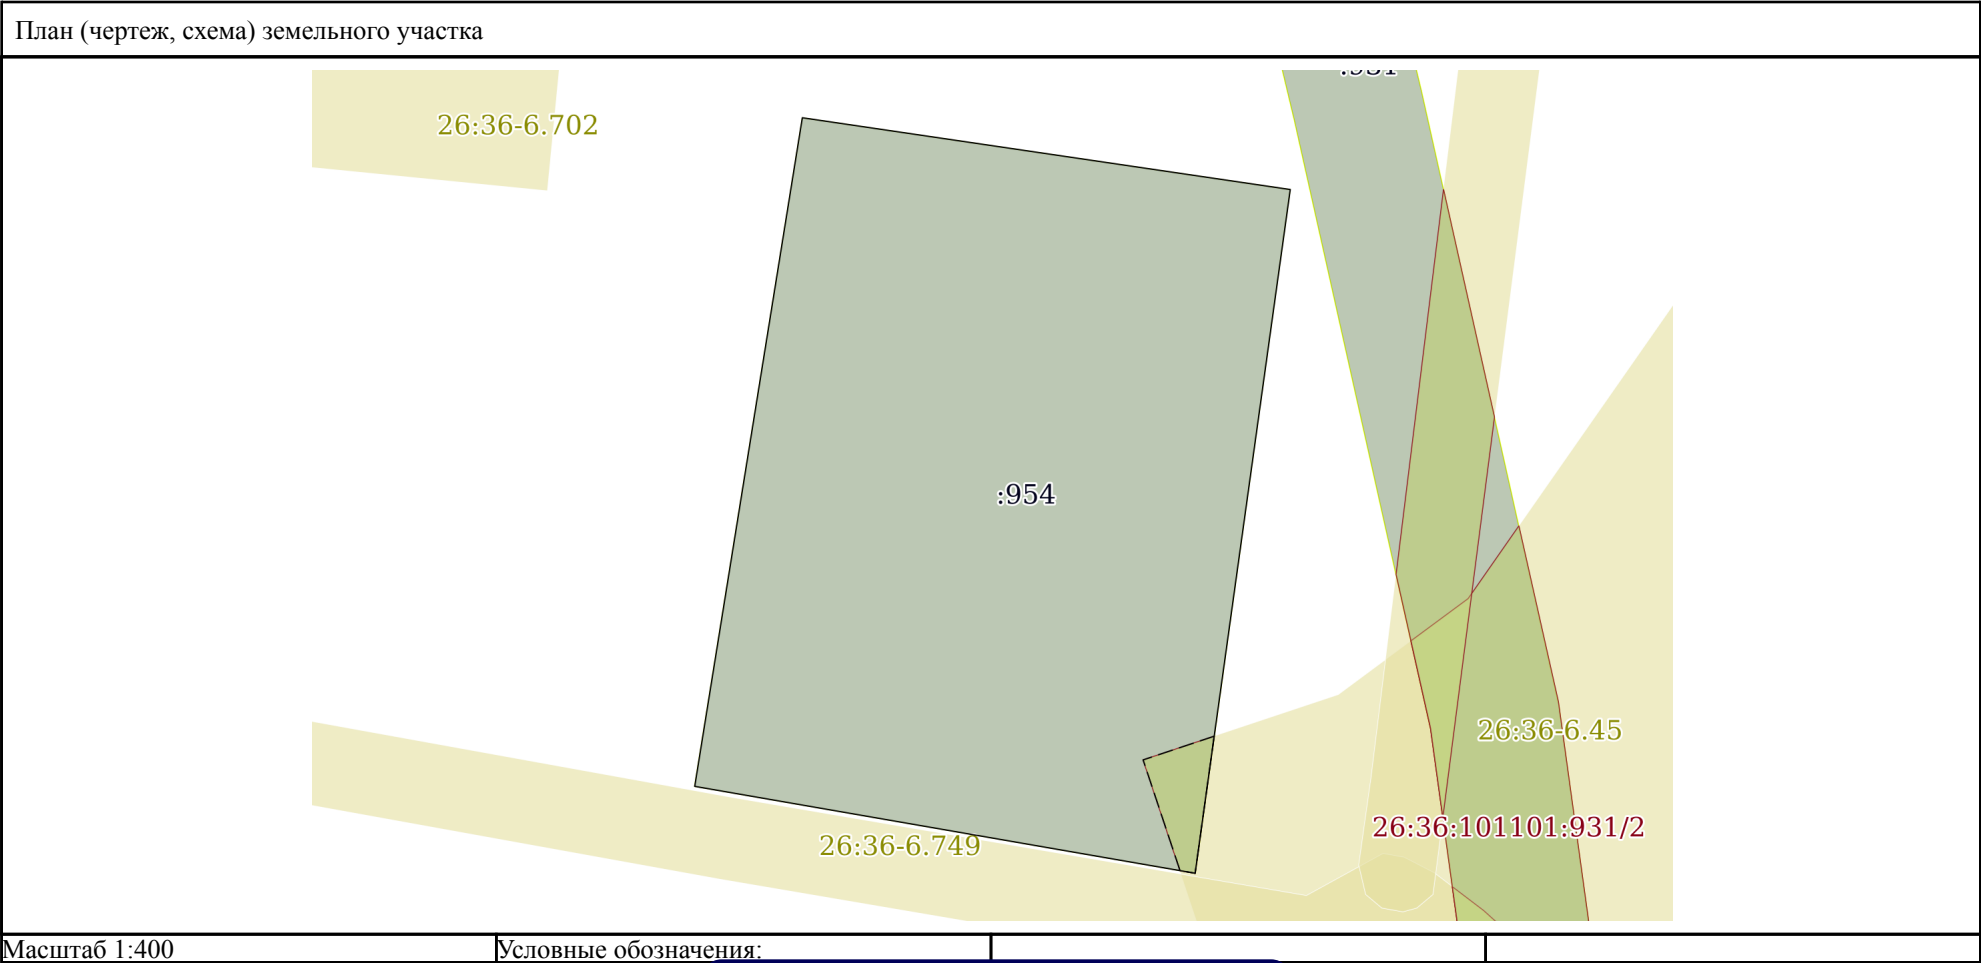 План (чертеж, схема) земельного участка
:931
26:36-6.702
:954
26:36-6.45
26:36:101101:931/2
26:36-6.749
Масштаб 1:400
Условные обозначения: